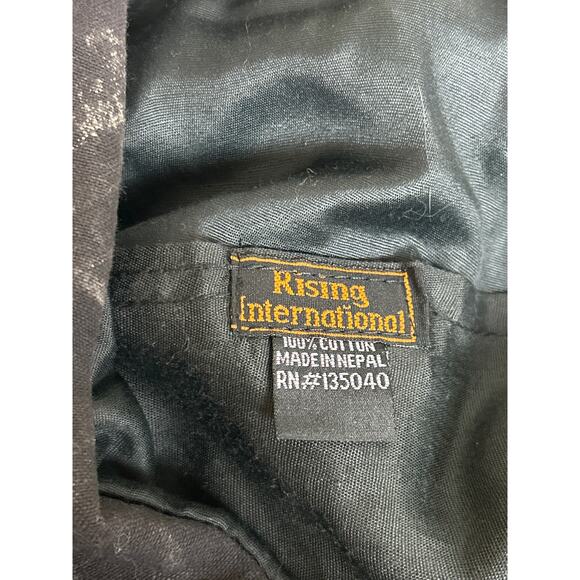 Rising
International
100% COTTON
MADE IN NEPAL
RN#135040